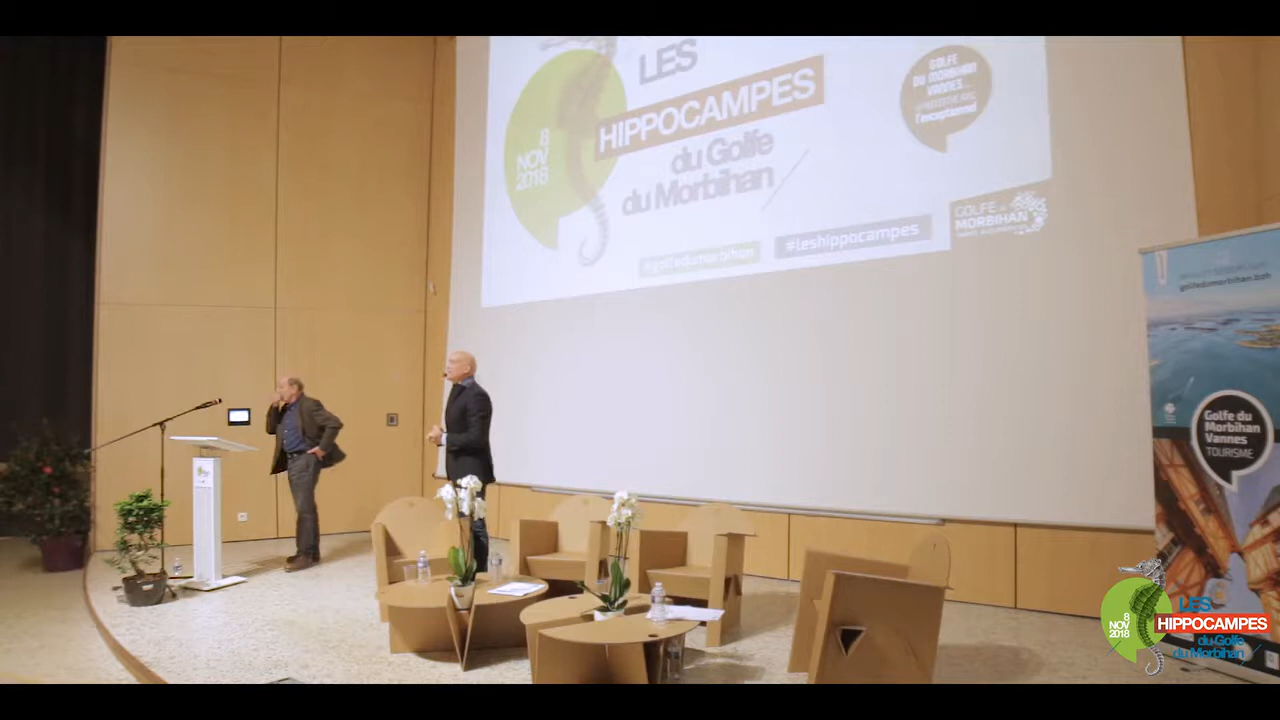 LES
HIPPOCAMPES
du Golfe
du Morbihan
8
NOV
2018
GOLFE
DU MORBIHAN
VANNES...
l'exceptionnel
#golfedumorbihan
#leshippocampes
GOLFE DU
MORBIHAN
golfedumorbihan.bzh
Golfe du
Morbihan
Vannes
TOURISME
8
NOV
2018
LES
HIPPOCAMPES
du Golfe
du Morbihan